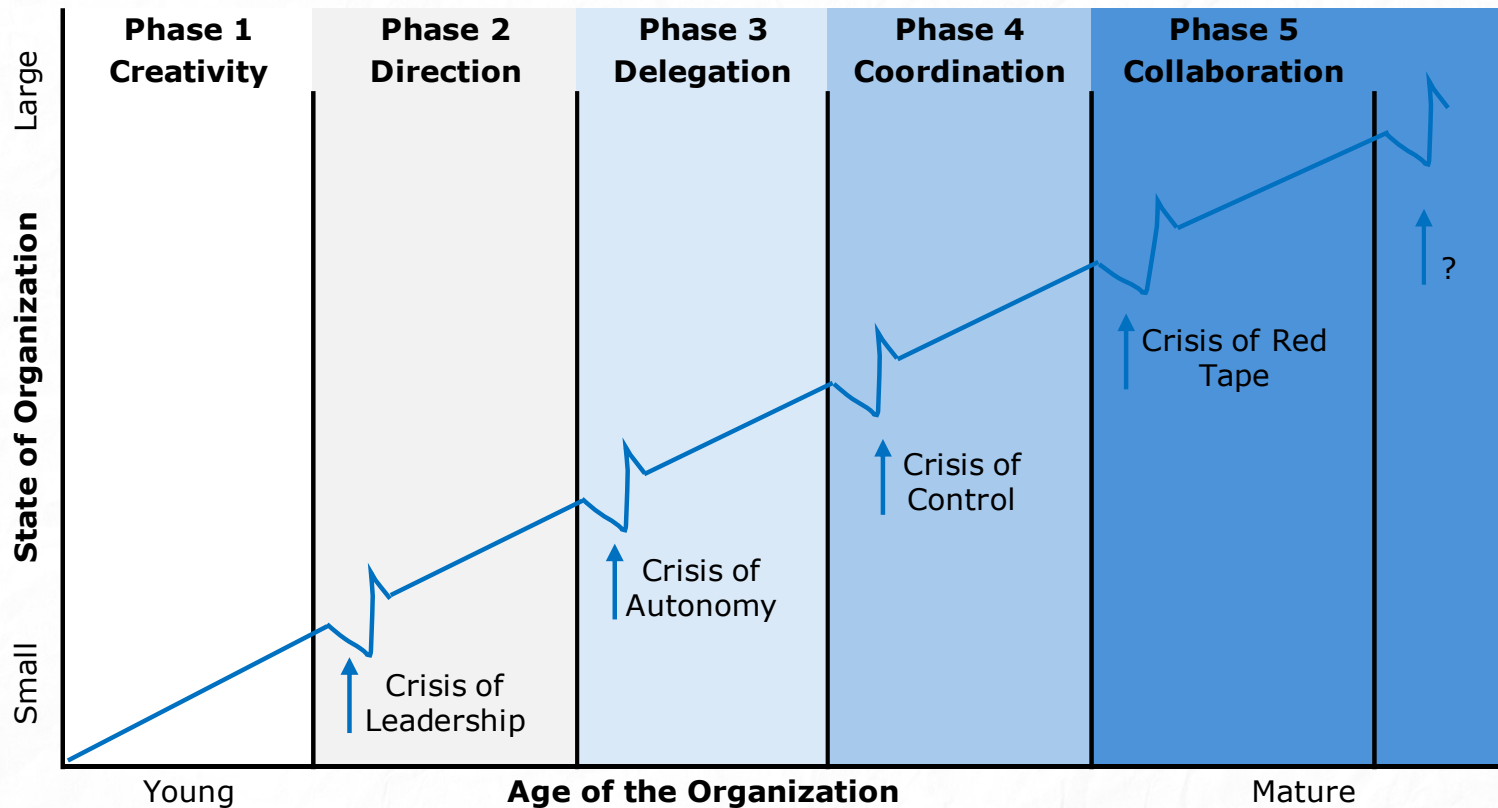 Phase 1
Creativity
Phase 2
Direction
Phase 3
Delegation
Phase 4
Coordination
Phase 5
Collaboration
Large
State of Organization
Small
Crisis of
Leadership
Crisis of
Autonomy
Crisis of
Control
Crisis of Red
Tape
?
Young
Age of the Organization
Mature